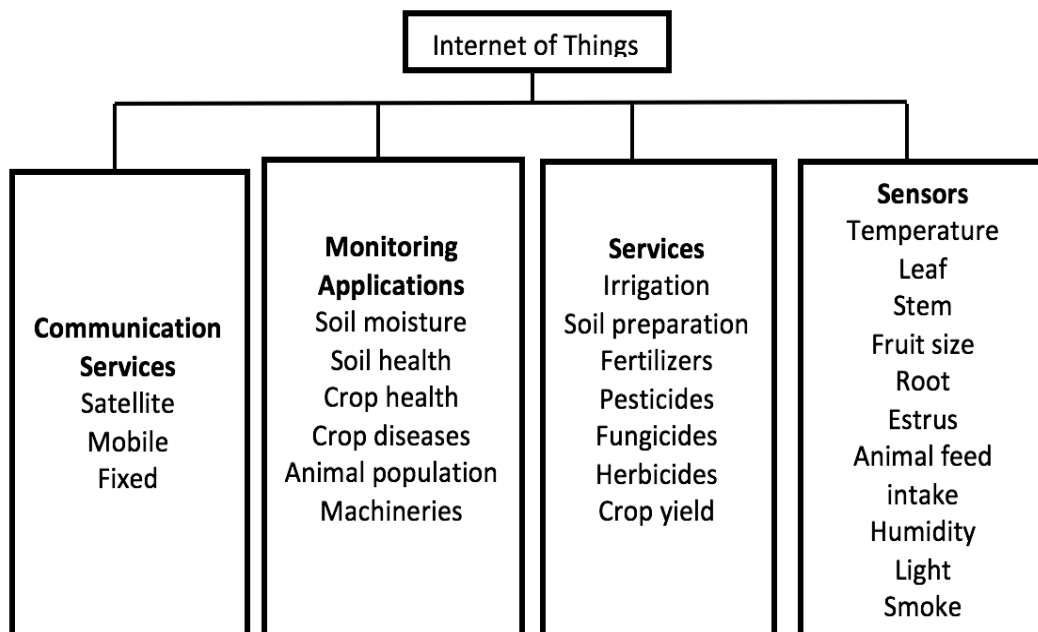 Internet of Things
Communication
Services
Satellite
Mobile
Fixed
Monitoring
Applications
Soil moisture
Soil health
Crop health
Crop diseases
Animal population
Machineries
Services
Irrigation
Soil preparation
Fertilizers
Pesticides
Fungicides
Herbicides
Crop yield
Sensors
Temperature
Leaf
Stem
Fruit size
Root
Estrus
Animal feed
intake
Humidity
Light
Smoke